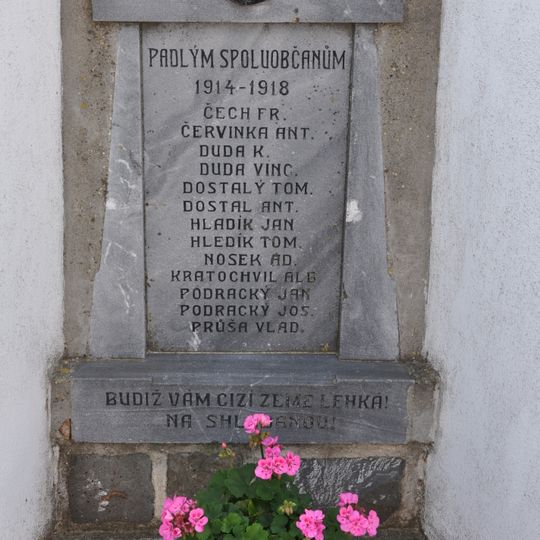 PADLÝM SPOLUOBČANŮM
1914-1918
ČECH FR.
ČERVINKA ANT.
DUDA K.
DUDA VINC.
DOSTALÝ TOM.
DOSTAL ANT.
HLADÍK JAN
HLEDÍK TOM.
NOSEK AD.
KRATOCHVIL ALB
PODRACKÝ JAN
PODRACKÝ JOS.
PRŮŠA VLAD.
BUDIŽ VÁM CIZÍ ZEMĚ LEHKÁ!
NA SHLEDANOU!